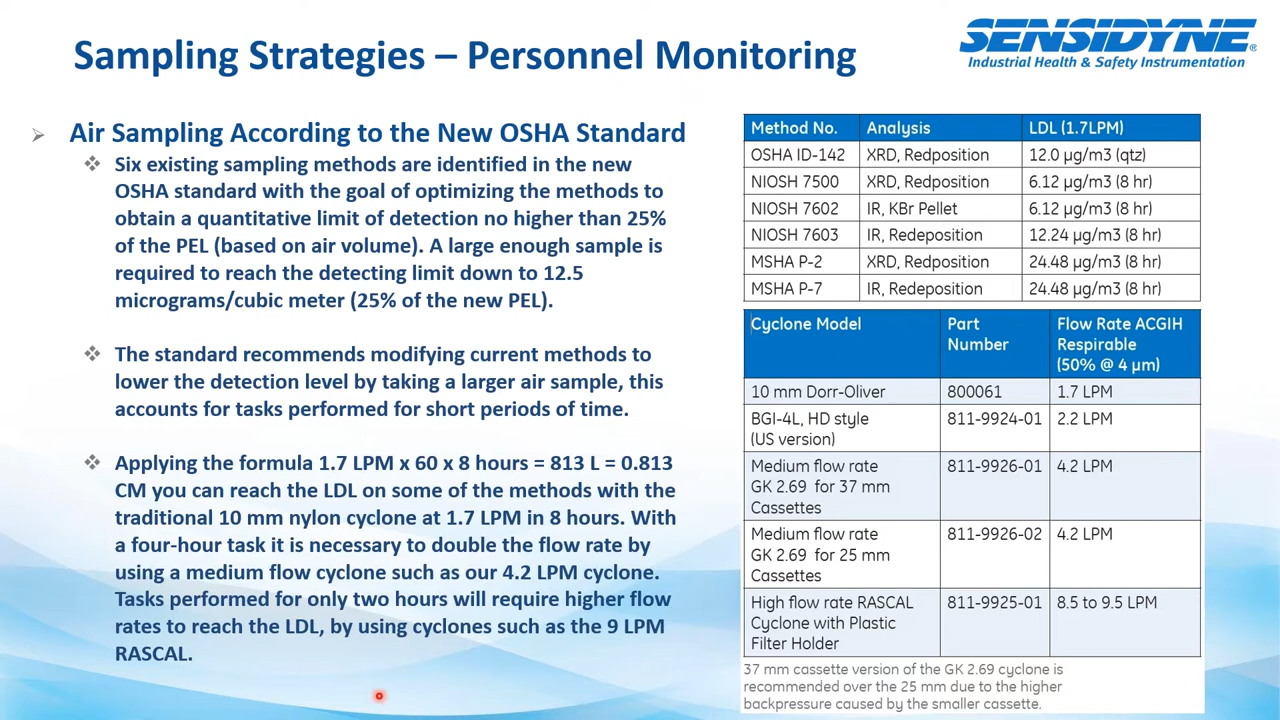 Sampling Strategies – Personnel Monitoring
SENSIDYNE®
Industrial Health & Safety Instrumentation
Air Sampling According to the New OSHA Standard
Six existing sampling methods are identified in the new
OSHA standard with the goal of optimizing the methods to
obtain a quantitative limit of detection no higher than 25%
of the PEL (based on air volume). A large enough sample is
required to reach the detecting limit down to 12.5
micrograms/cubic meter (25% of the new PEL).
The standard recommends modifying current methods to
lower the detection level by taking a larger air sample, this
accounts for tasks performed for short periods of time.
Applying the formula 1.7 LPM x 60 x 8 hours = 813 L = 0.813
CM you can reach the LDL on some of the methods with the
traditional 10 mm nylon cyclone at 1.7 LPM in 8 hours. With
a four-hour task it is necessary to double the flow rate by
using a medium flow cyclone such as our 4.2 LPM cyclone.
Tasks performed for only two hours will require higher flow
rates to reach the LDL, by using cyclones such as the 9 LPM
RASCAL.
Method No. Analysis LDL (1.7LPM)
OSHA ID-142 XRD, Redposition 12.0 µg/m3 (qtz)
NIOSH 7500 XRD, Redposition 6.12 µg/m3 (8 hr)
NIOSH 7602 IR, KBr Pellet 6.12 µg/m3 (8 hr)
NIOSH 7603 IR, Redeposition 12.24 µg/m3 (8 hr)
MSHA P-2 XRD, Redposition 24.48 µg/m3 (8 hr)
MSHA P-7 IR, Redeposition 24.48 µg/m3 (8 hr)
Cyclone Model Part Flow Rate ACGIH
Number Respirable
(50% @ 4 µm)
10 mm Dorr-Oliver 800061 1.7 LPM
BGI-4L, HD style 811-9924-01 2.2 LPM
(US version)
Medium flow rate 811-9926-01 4.2 LPM
GK 2.69 for 37 mm
Cassettes
Medium flow rate 811-9926-02 4.2 LPM
GK 2.69 for 25 mm
Cassettes
High flow rate RASCAL 811-9925-01 8.5 to 9.5 LPM
Cyclone with Plastic
Filter Holder
37 mm cassette version of the GK 2.69 cyclone is
recommended over the 25 mm due to the higher
backpressure caused by the smaller cassette.